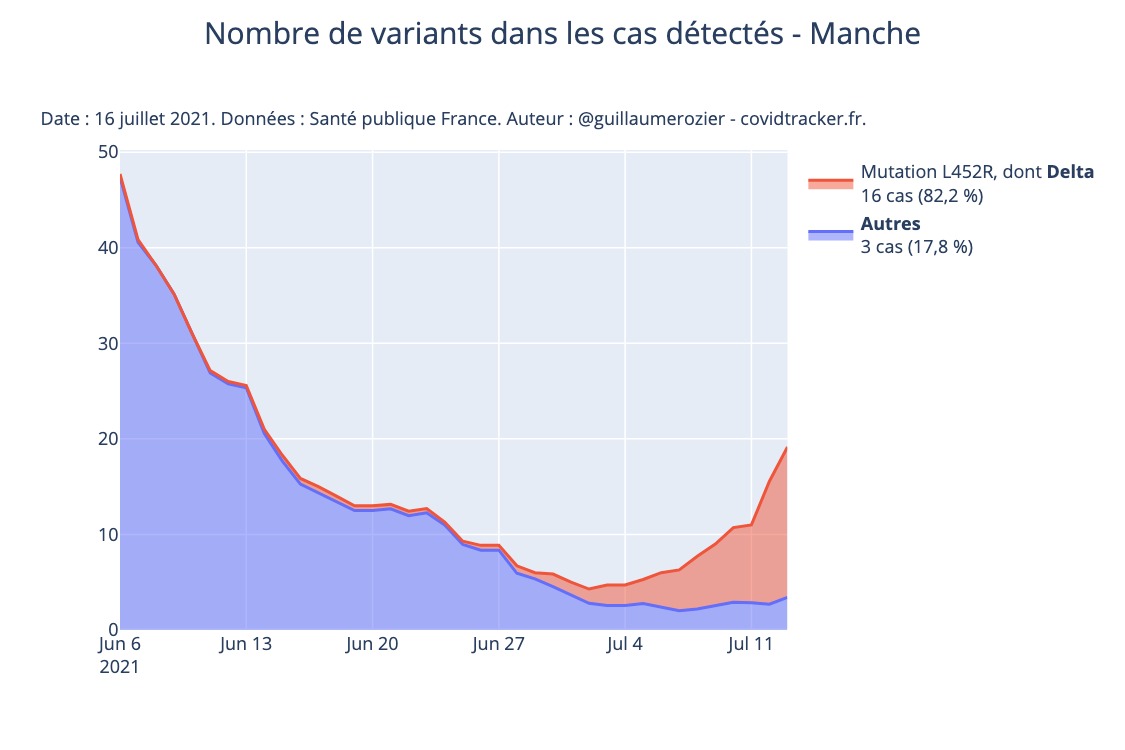 Nombre de variants dans les cas détectés - Manche
Date : 16 juillet 2021. Données : Santé publique France. Auteur : @guillaumerozier - covidtracker.fr.
50
40
30
20
10
0
Jun 6
2021
Jun 13
Jun 20
Jun 27
Jul 4
Jul 11
Mutation L452R, dont Delta
16 cas (82,2 %)
Autres
3 cas (17,8 %)